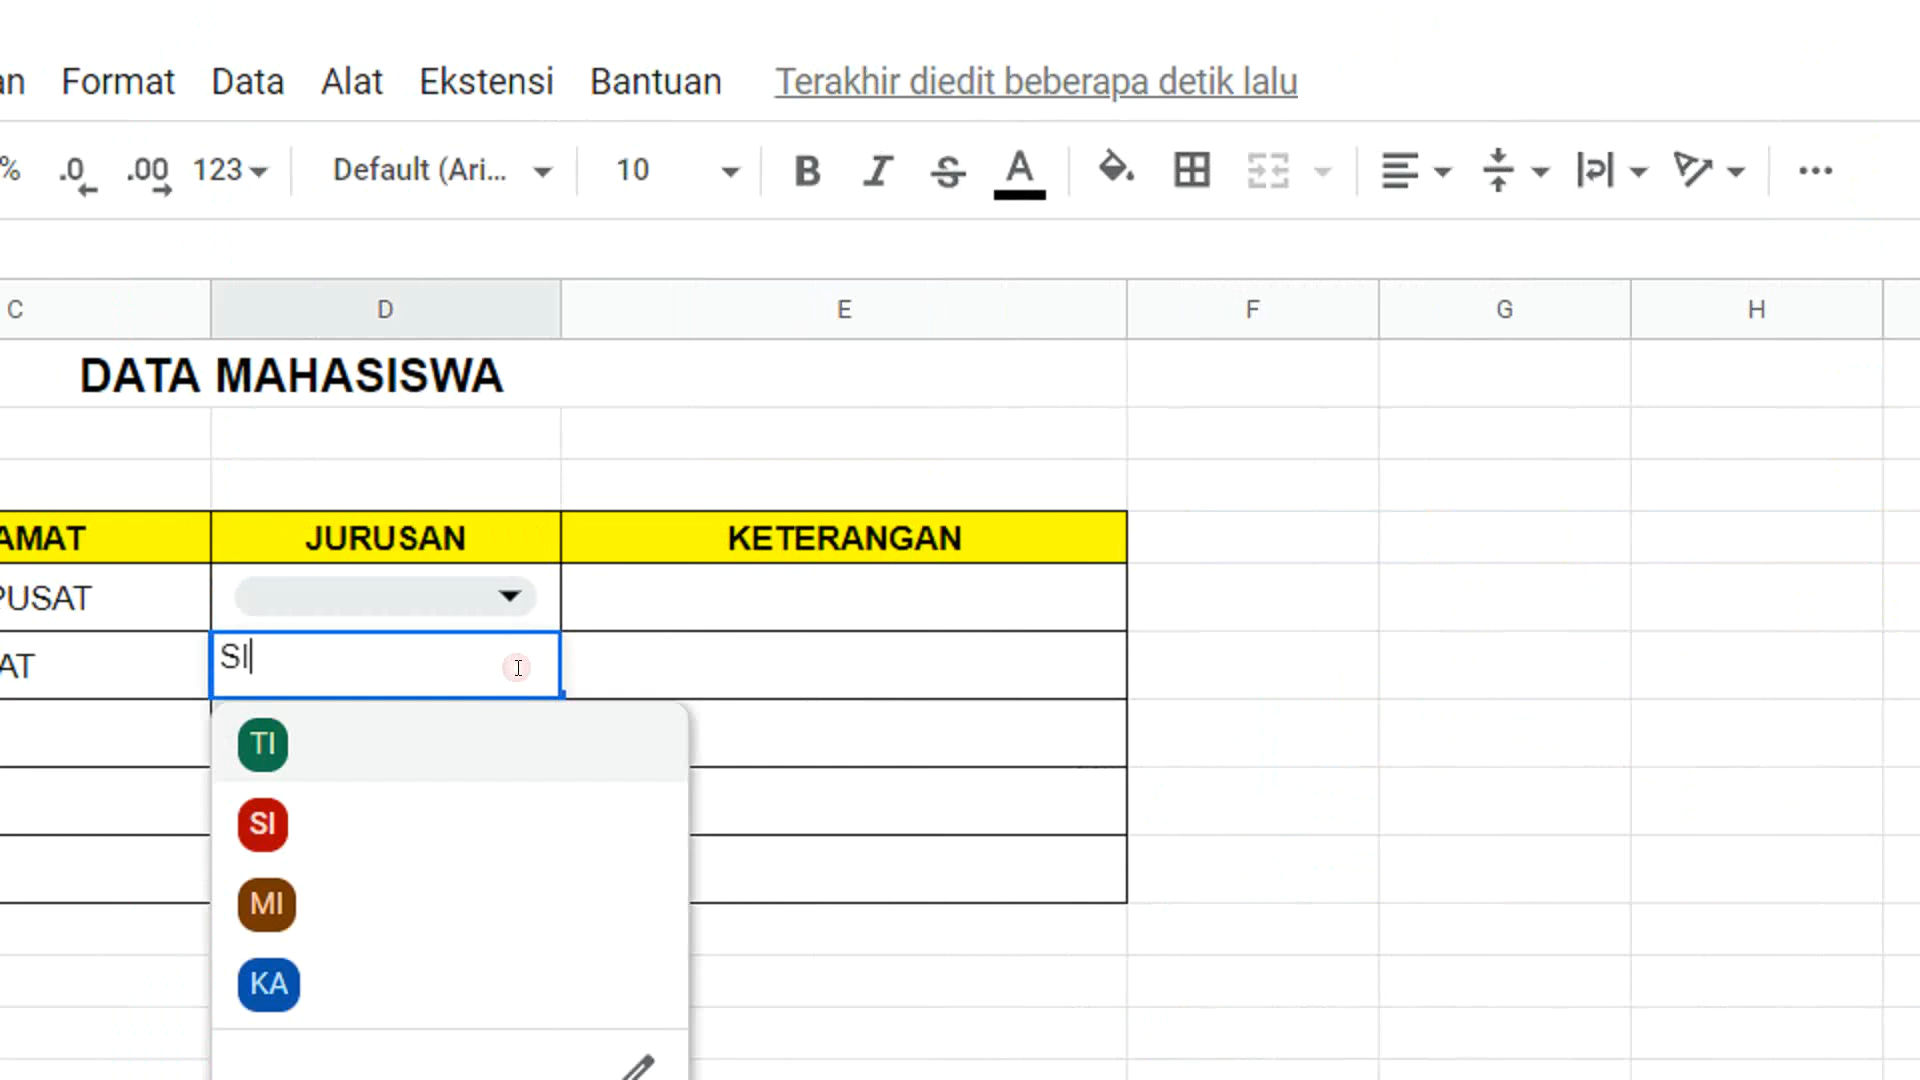 an Format Data Alat Ekstensi Bantuan Terakhir diedit beberapa detik lalu
% .0 .00 123 Default (Ari... 10 B I S A
C D E F G H
DATA MAHASISWA
AMAT JURUSAN KETERANGAN
PUSAT
AT SI
TI
SI
MI
KA